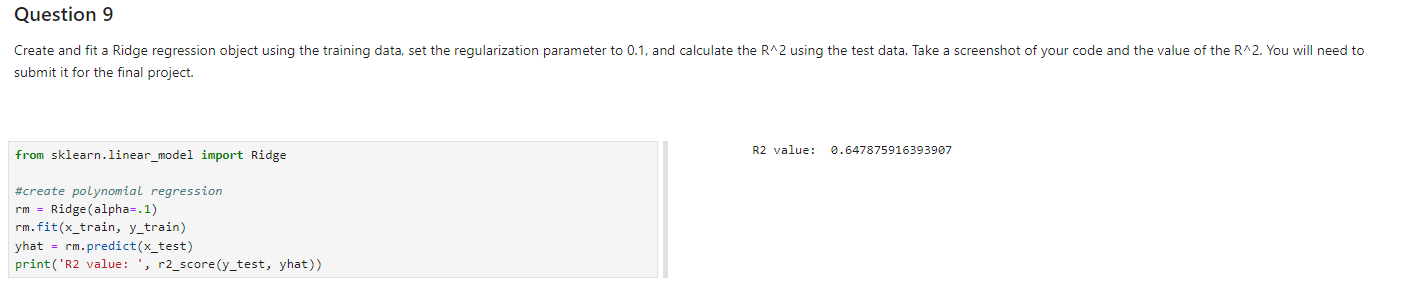 Question 9
Create and fit a Ridge regression object using the training data, set the regularization parameter to 0.1, and calculate the R^2 using the test data. Take a screenshot of your code and the value of the R^2. You will need to
submit it for the final project.
from sklearn.linear_model import Ridge
#create polynomial regression
rm = Ridge(alpha=.1)
rm.fit(x_train, y_train)
yhat = rm.predict(x_test)
print('R2 value: ', r2_score(y_test, yhat))
R2 value:  0.647875916393907